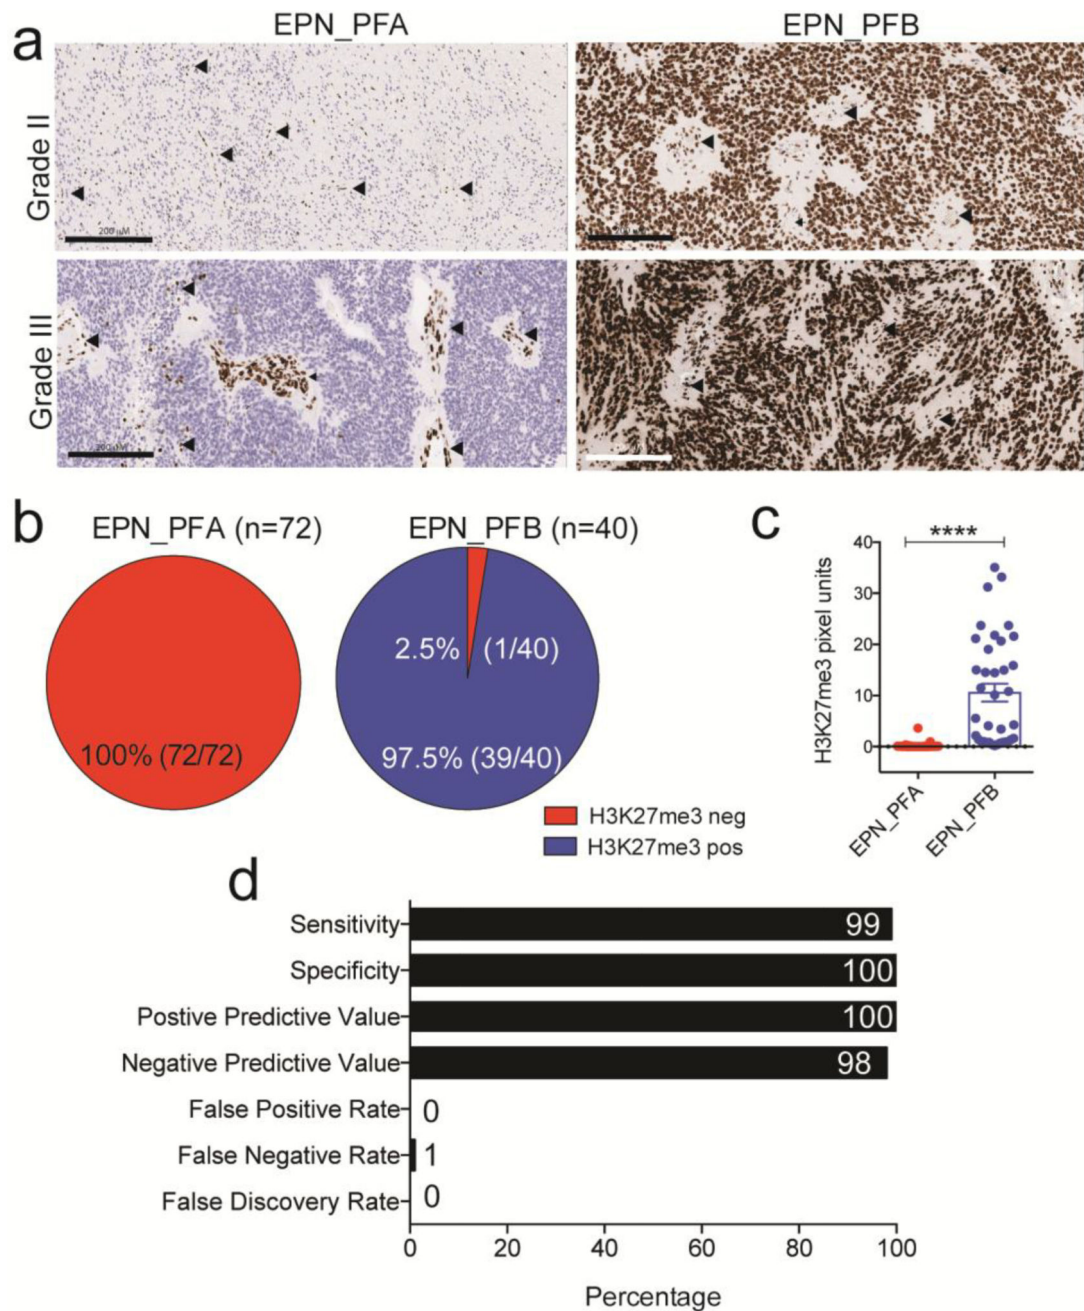 a
EPN_PFA
EPN_PFB
Grade II
200 µM
Grade III
b
EPN_PFA (n=72)
EPN_PFB (n=40)
100% (72/72)
2.5% (1/40)
97.5% (39/40)
H3K27me3 neg
H3K27me3 pos
c
****
H3K27me3 pixel units
40
30
20
10
0
EPN_PFA
EPN_PFB
d
Sensitivity
99
Specificity
100
Postive Predictive Value
100
Negative Predictive Value
98
False Positive Rate
0
False Negative Rate
1
False Discovery Rate
0
0 20 40 60 80 100
Percentage